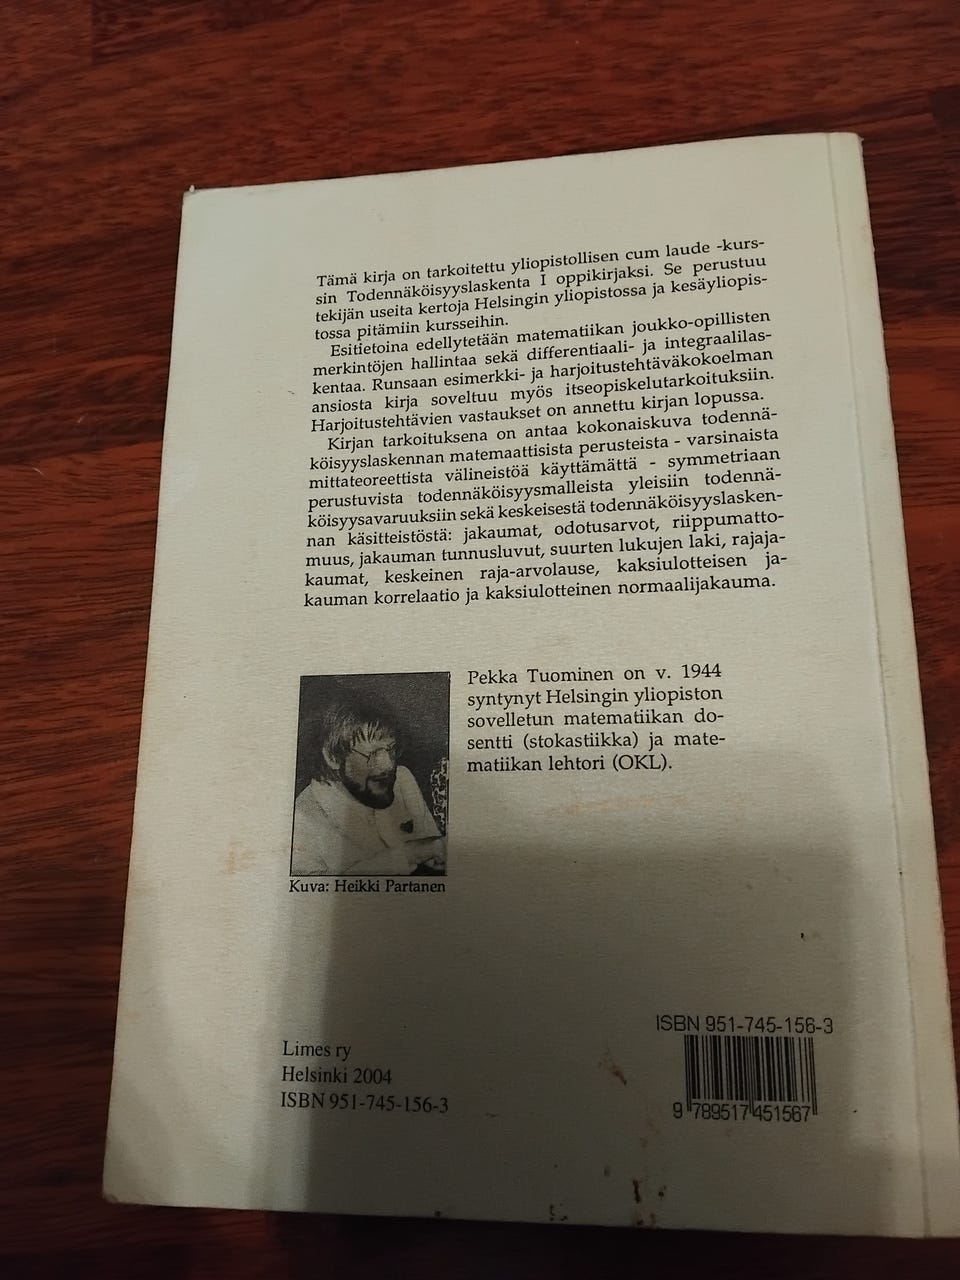 Tämä kirja on tarkoitettu yliopistollisen cum laude -kurs-
sin Todennäköisyyslaskenta I oppikirjaksi. Se perustuu
tekijän useita kertoja Helsingin yliopistossa ja kesäyliopis-
tossa pitämiin kursseihin.
Esitietoina edellytetään matematiikan joukko-opillisten
merkintöjen hallintaa sekä differentiaali- ja integraalilas-
kentaa. Runsaan esimerkki- ja harjoitustehtäväkokoelman
ansiosta kirja soveltuu myös itseopiskelutarkoituksiin.
Harjoitustehtävien vastaukset on annettu kirjan lopussa.
Kirjan tarkoituksena on antaa kokonaiskuva todennä-
köisyyslaskennan matemaattisista perusteista - varsinaista
mittateoreettista välineistöä käyttämättä - symmetriaan
perustuvista todennäköisyysmalleista yleisiin todennä-
köisyysavaruuksiin sekä keskeisestä todennäköisyyslasken-
nan käsitteistöstä: jakaumat, odotusarvot, riippumatto-
muus, jakauman tunnusluvut, suurten lukujen laki, rajaja-
kaumat, keskeinen raja-arvolause, kaksiulotteisen ja-
kauman korrelaatio ja kaksiulotteinen normaalijakauma.
Pekka Tuominen on v. 1944
syntynyt Helsingin yliopiston
sovelletun matematiikan do-
sentti (stokastiikka) ja mate-
matiikan lehtori (OKL).
Kuva: Heikki Partanen
Limes ry
Helsinki 2004
ISBN 951-745-156-3
ISBN 951-745-156-3
9 789517 451567